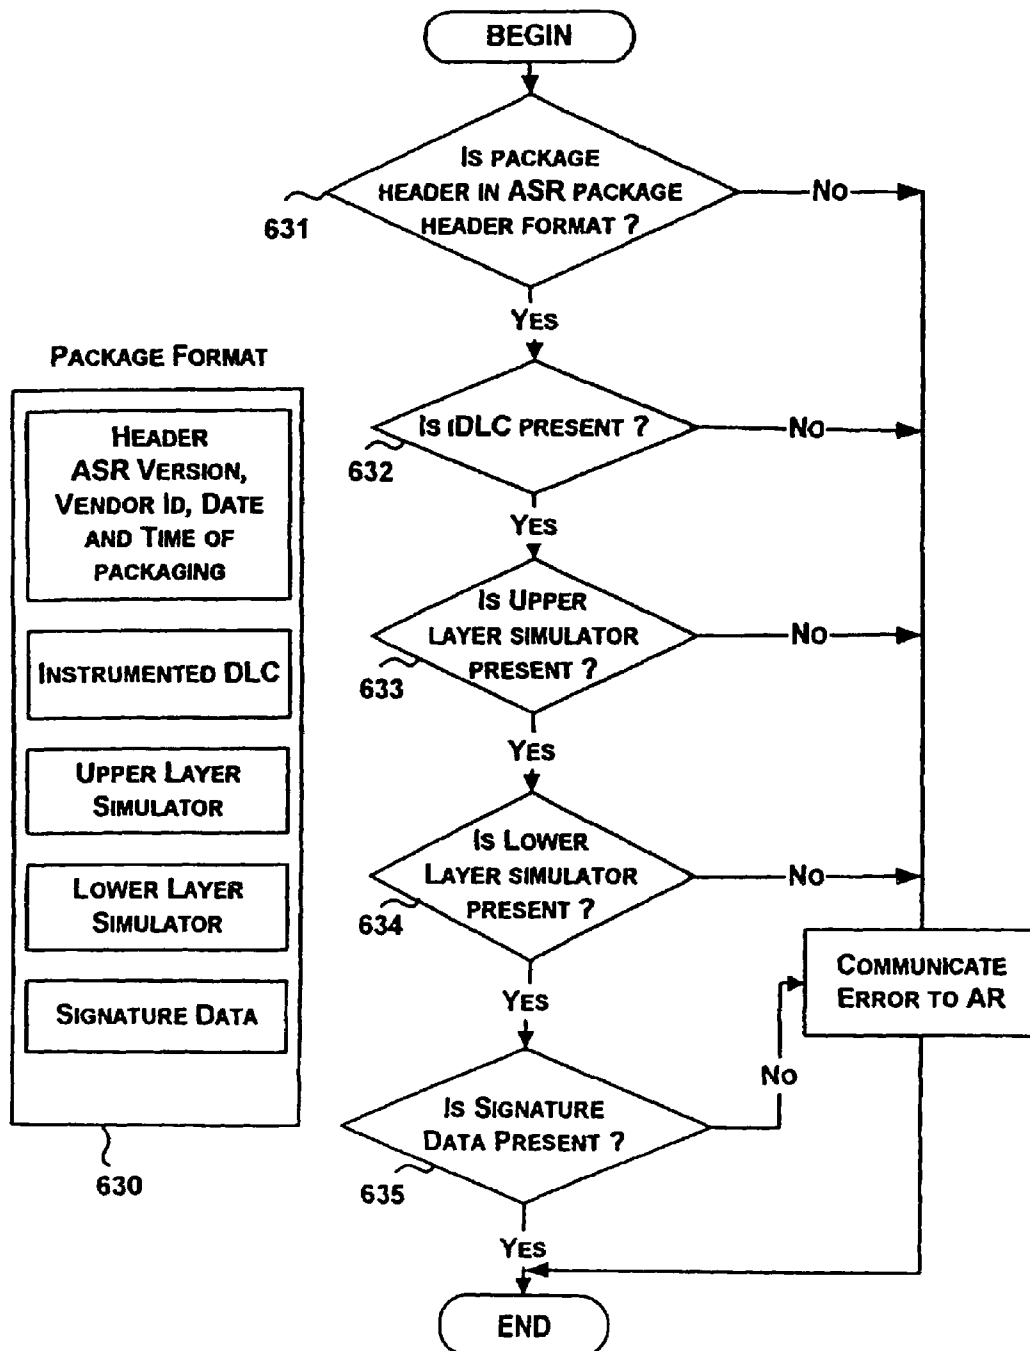 BEGIN
IS PACKAGE
HEADER IN ASR PACKAGE
HEADER FORMAT ?
631
NO
YES
IS IDLC PRESENT ?
632
NO
YES
IS UPPER
LAYER SIMULATOR
PRESENT ?
633
NO
YES
IS LOWER
LAYER SIMULATOR
PRESENT ?
634
NO
YES
IS SIGNATURE
DATA PRESENT ?
635
NO
YES
COMMUNICATE
ERROR TO AR
END
PACKAGE FORMAT
HEADER
ASR VERSION,
VENDOR ID, DATE
AND TIME OF
PACKAGING
INSTRUMENTED DLC
UPPER LAYER
SIMULATOR
LOWER LAYER
SIMULATOR
SIGNATURE DATA
630